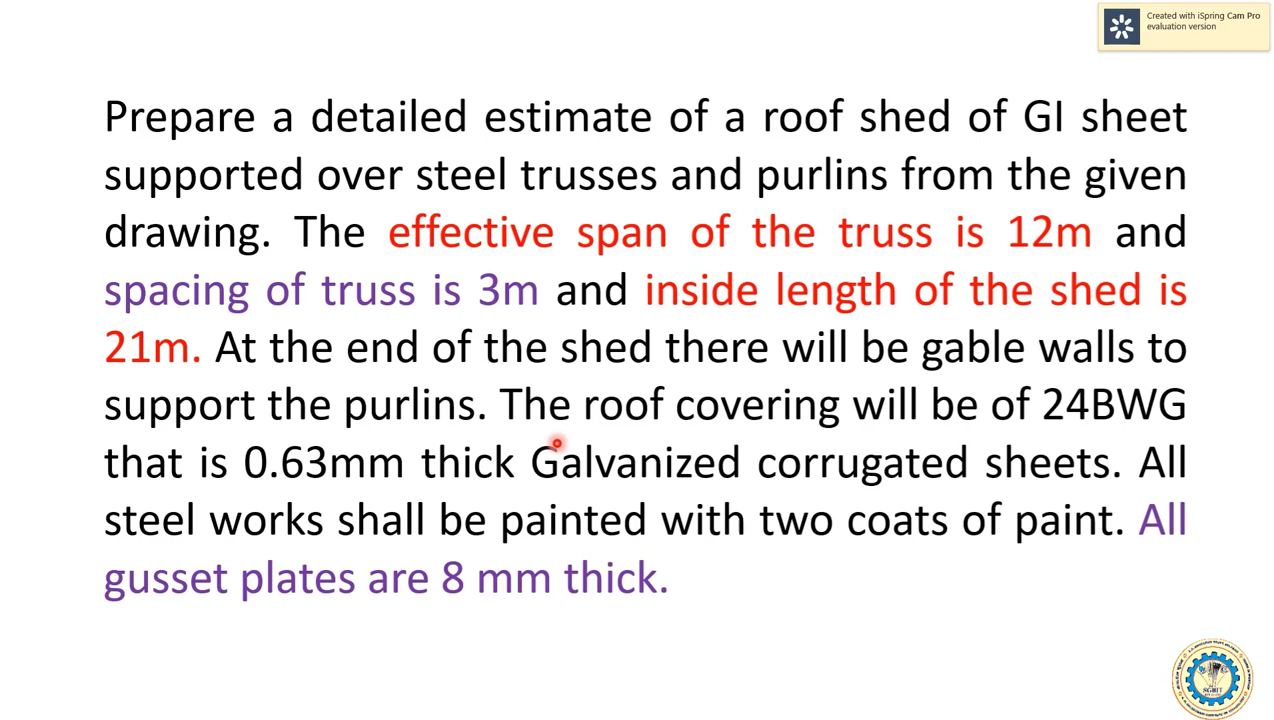 Created with iSpring Cam Pro
evaluation version
Prepare a detailed estimate of a roof shed of GI sheet
supported over steel trusses and purlins from the given
drawing. The effective span of the truss is 12m and
spacing of truss is 3m and inside length of the shed is
21m. At the end of the shed there will be gable walls to
support the purlins. The roof covering will be of 24BWG
that is 0.63mm thick Galvanized corrugated sheets. All
steel works shall be painted with two coats of paint. All
gusset plates are 8 mm thick.